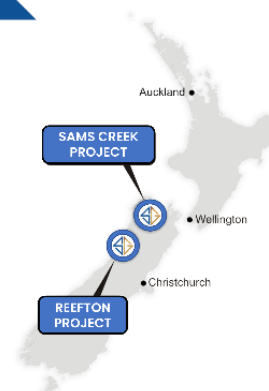 Auckland
SAMS CREEK
PROJECT
Wellington
Christchurch
REEFTON
PROJECT